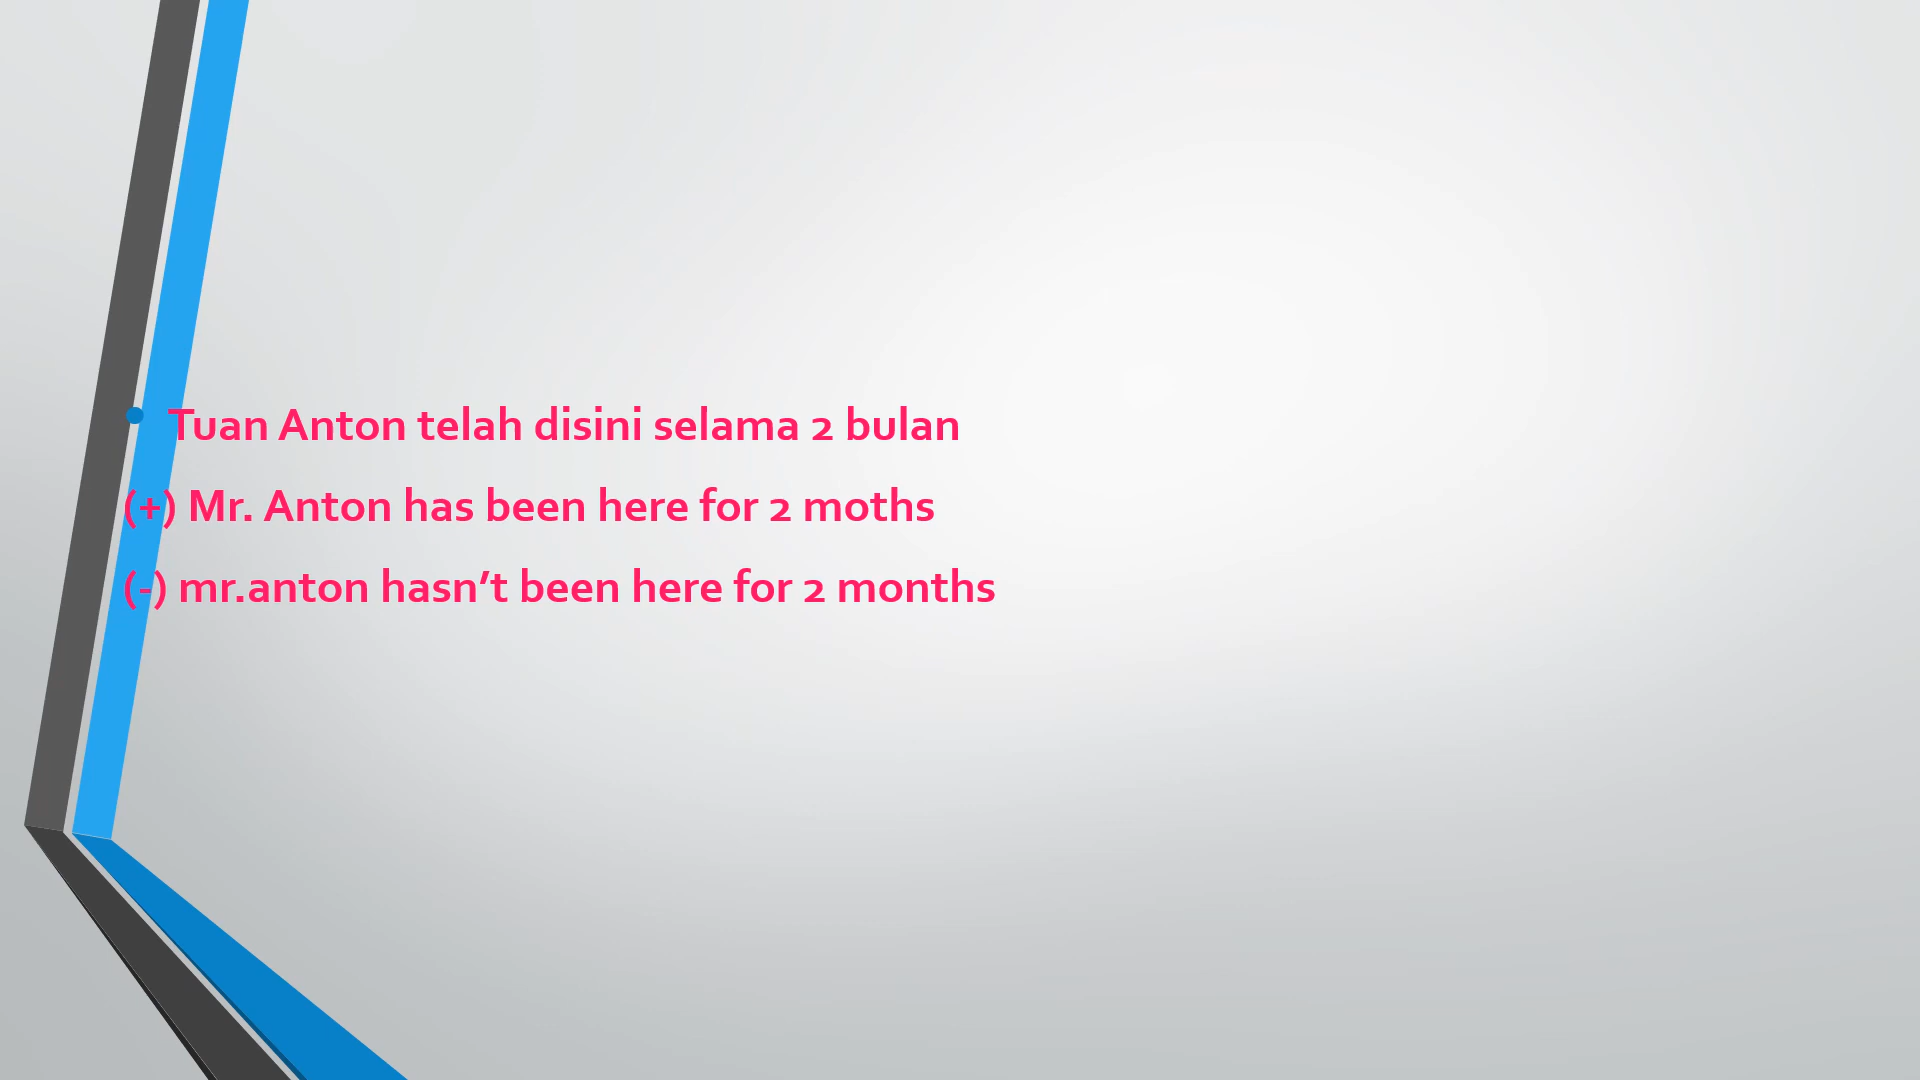 • Tuan Anton telah disini selama 2 bulan
(+) Mr. Anton has been here for 2 moths
(-) mr.anton hasn’t been here for 2 months